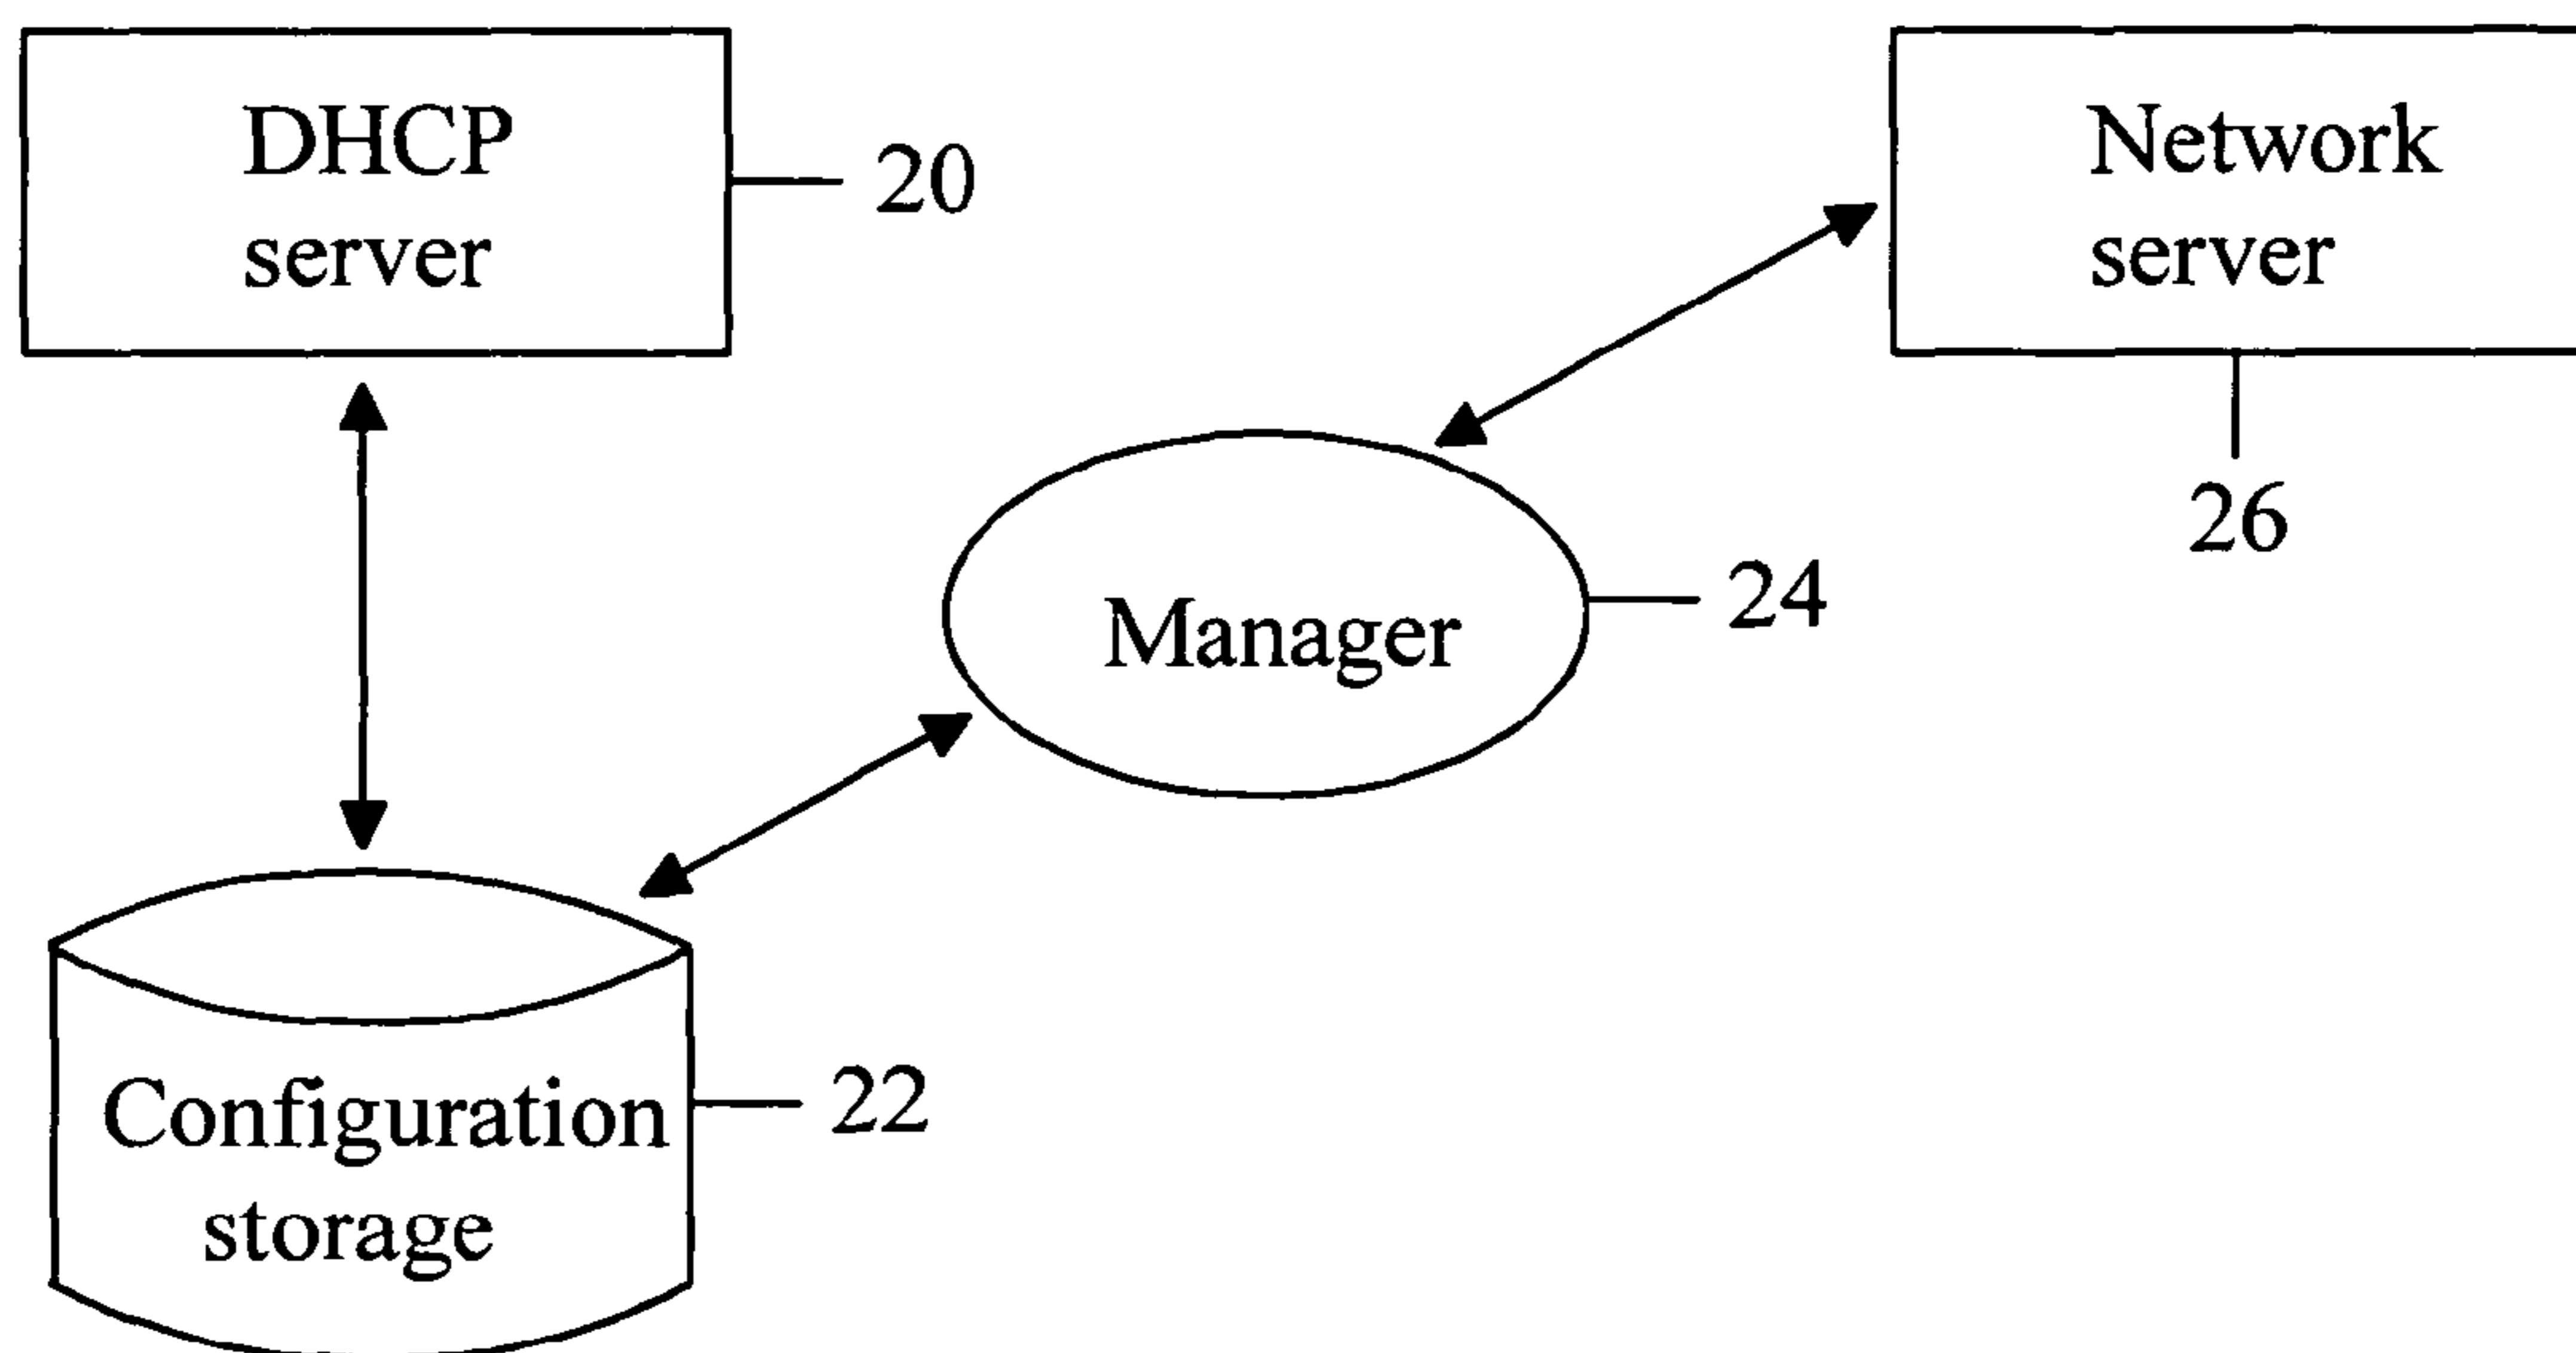 DHCP
server
20
Network
server
26
Manager
24
Configuration
storage
22